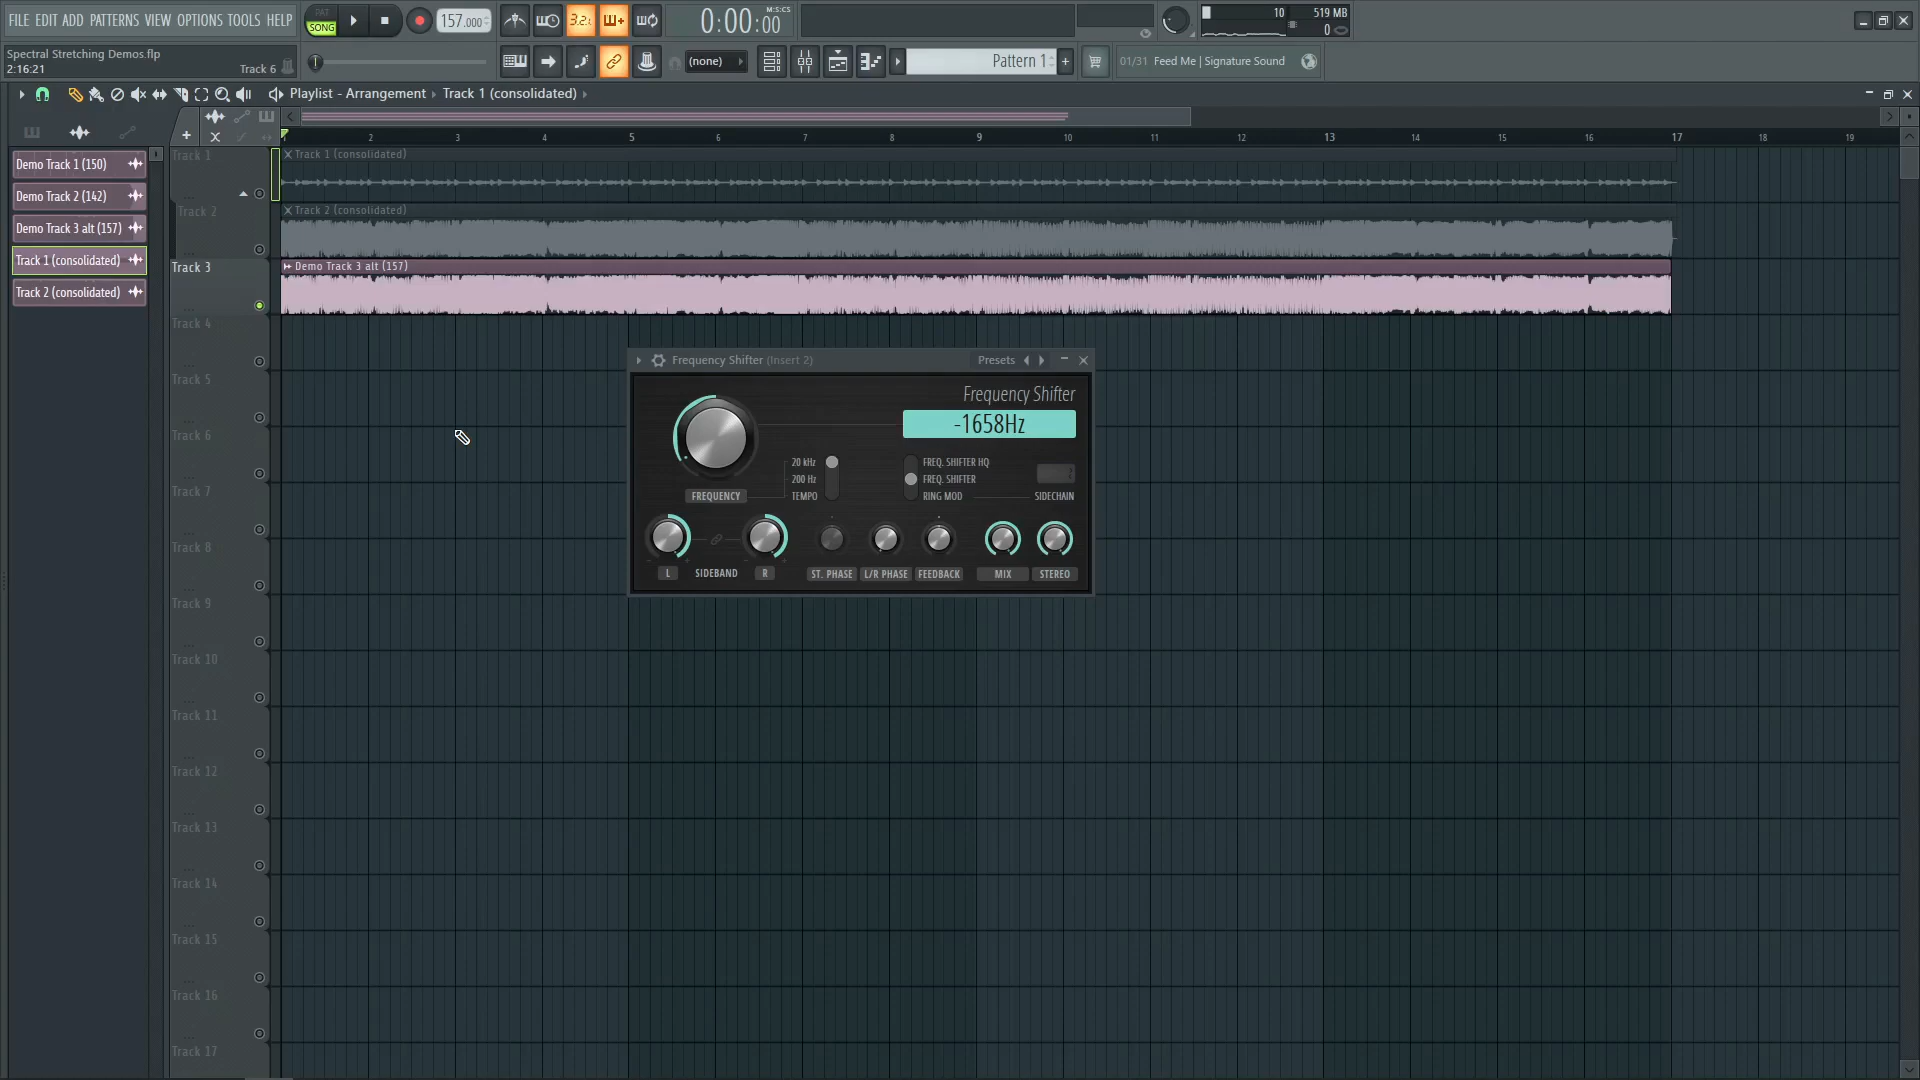 FILE EDIT ADD PATTERNS VIEW OPTIONS TOOLS HELP
PAT
SONG
157.000
3.2.
0:00:00
M:S:CS
10
519 MB
0
Spectral Stretching Demos.flp
2:16:21
Track 6
(none)
Pattern 1
01/31 Feed Me | Signature Sound
Playlist - Arrangement
Track 1 (consolidated)
2 3 4 5 6 7 8 9 10 11 12 13 14 15 16 17 18 19
Demo Track 1 (150)
Demo Track 2 (142)
Demo Track 3 alt (157)
Track 1 (consolidated)
Track 2 (consolidated)
Track 1
Track 1 (consolidated)
Track 2
Track 2 (consolidated)
Track 3
Demo Track 3 alt (157)
Track 4
Track 5
Track 6
Track 7
Track 8
Track 9
Track 10
Track 11
Track 12
Track 13
Track 14
Track 15
Track 16
Track 17
Frequency Shifter (Insert 2)
Presets
Frequency Shifter
-1658Hz
20 kHz
200 Hz
TEMPO
FREQ. SHIFTER HQ
FREQ. SHIFTER
RING MOD
SIDECHAIN
FREQUENCY
L
SIDEBAND
R
ST. PHASE
L/R PHASE
FEEDBACK
MIX
STEREO